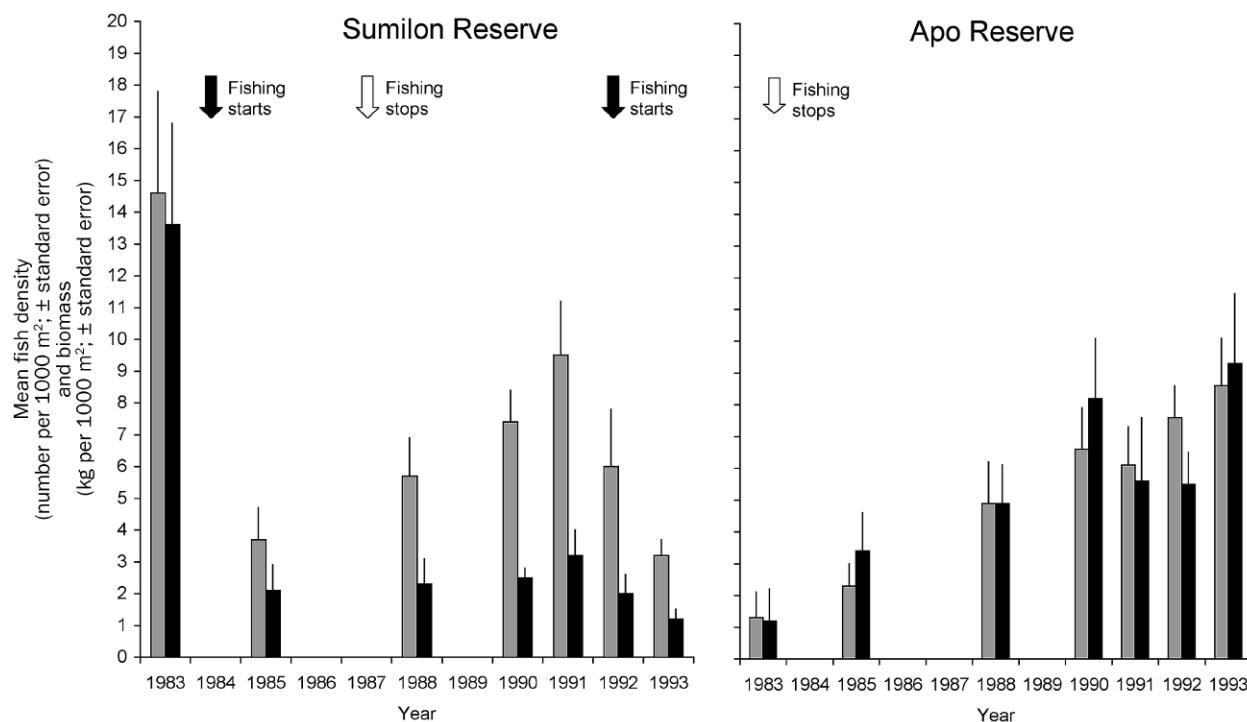 Sumilon Reserve
Fishing
starts
Fishing
stops
Fishing
starts
Mean fish density
(number per 1000 m²; ± standard error)
and biomass
(kg per 1000 m²; ± standard error)
20
19
18
17
16
15
14
13
12
11
10
9
8
7
6
5
4
3
2
1
0
1983 1984 1985 1986 1987 1988 1989 1990 1991 1992 1993
Year
Apo Reserve
Fishing
stops
1983 1984 1985 1986 1987 1988 1989 1990 1991 1992 1993
Year